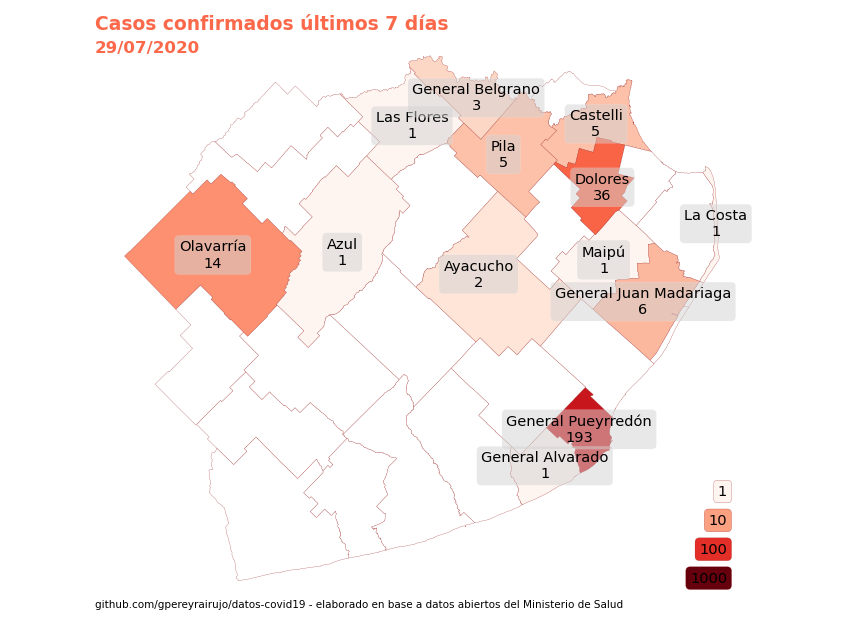 Casos confirmados últimos 7 días
29/07/2020
General Belgrano
3
Las Flores
1
Castelli
5
Pila
5
Dolores
36
La Costa
1
Olavarría
14
Azul
1
Maipú
1
Ayacucho
2
General Juan Madariaga
6
General Pueyrredón
193
General Alvarado
1
1
10
100
1000
github.com/gpereyrairujo/datos-covid19 - elaborado en base a datos abiertos del Ministerio de Salud